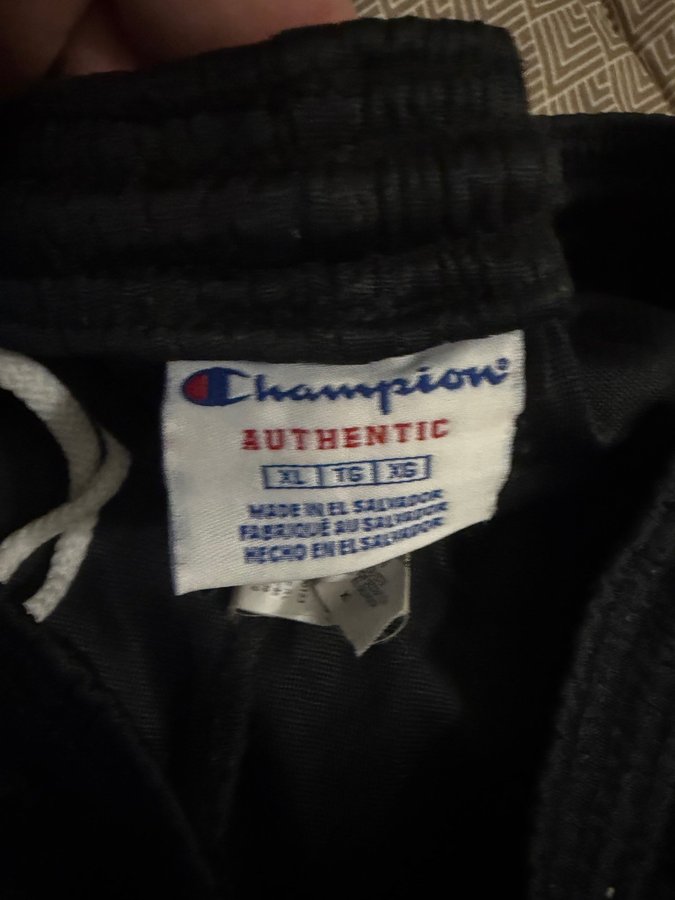 Champion®
AUTHENTIC
XL TG XG
MADE IN EL SALVADOR
FABRIQUÉ AU SALVADOR
HECHO EN EL SALVADOR